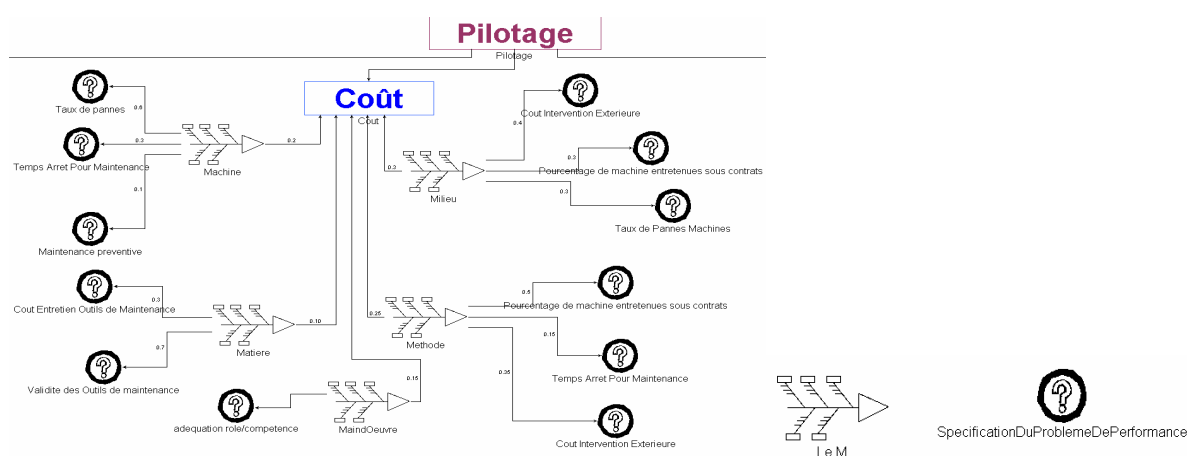 Pilotage
Pilotage
Coût
Cout
Taux de pannes
0.6
Temps Arret Pour Maintenance
0.3
0.1
Maintenance preventive
Machine
0.2
Cout Intervention Exterieure
0.4
Pourcentage de machine entretenues sous contrats
0.3
0.3
Taux de Pannes Machines
Milieu
Cout Entretien Outils de Maintenance
0.3
0.7
Validite des Outils de maintenance
Matiere
0.10
Pourcentage de machine entretenues sous contrats
0.5
0.25
Methode
0.15
Temps Arret Pour Maintenance
0.35
Cout Intervention Exterieure
0.15
adequation role/competence
MaindOeuvre
Le M
SpecificationDuProblemeDePerformance